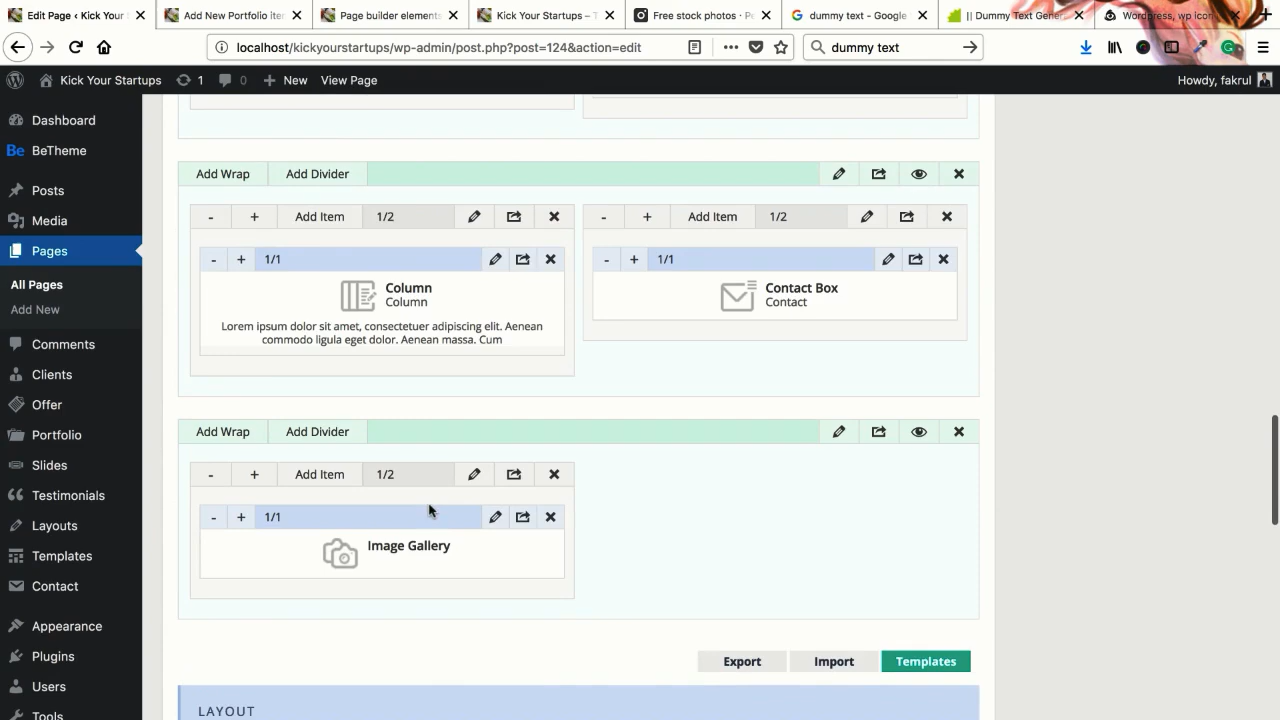 Edit Page ‹ Kick Your S
Add New Portfolio iter
Page builder elements
Kick Your Startups – T
Free stock photos · Pe
dummy text - Google
|| Dummy Text Gener
Wordpress, wp icon
localhost/kickyourstartups/wp-admin/post.php?post=124&action=edit
dummy text
Kick Your Startups
1
0
New
View Page
Howdy, fakrul
Dashboard
Be BeTheme
Posts
Media
Pages
All Pages
Add New
Comments
Clients
Offer
Portfolio
Slides
Testimonials
Layouts
Templates
Contact
Appearance
Plugins
Users
Tools
Add Wrap
Add Divider
- + Add Item 1/2
- + 1/1
Column
Column
Lorem ipsum dolor sit amet, consectetuer adipiscing elit. Aenean
commodo ligula eget dolor. Aenean massa. Cum
- + Add Item 1/2
- + 1/1
Contact Box
Contact
Add Wrap
Add Divider
- + Add Item 1/2
- + 1/1
Image Gallery
Export
Import
Templates
LAYOUT